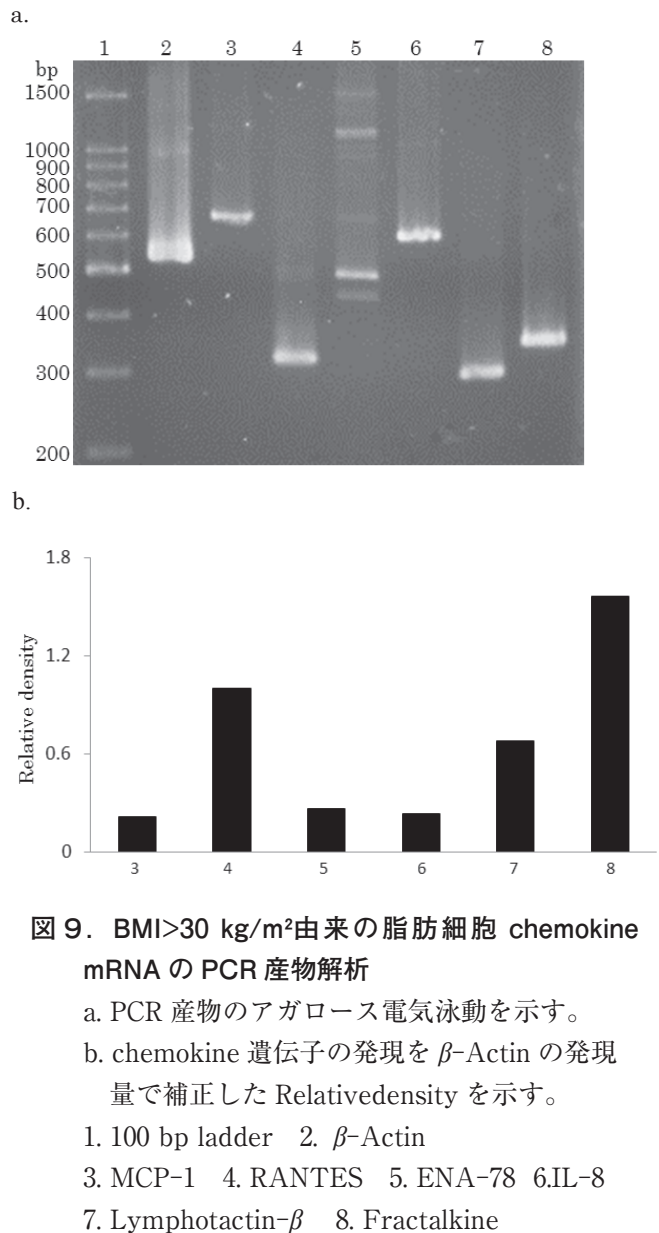 a.
1 2 3 4 5 6 7 8
bp
1500
1000
900
800
700
600
500
400
300
200
b.
1.8
1.2
0.6
0
Relative density
3 4 5 6 7 8
図9. BMI>30 kg/m²由来の脂肪細胞 chemokine
mRNA の PCR 産物解析
a. PCR 産物のアガロース電気泳動を示す。
b. chemokine 遺伝子の発現を β-Actin の発現
量で補正した Relativedensity を示す。
1. 100 bp ladder 2. β-Actin
3. MCP-1 4. RANTES 5. ENA-78 6.IL-8
7. Lymphotactin-β 8. Fractalkine